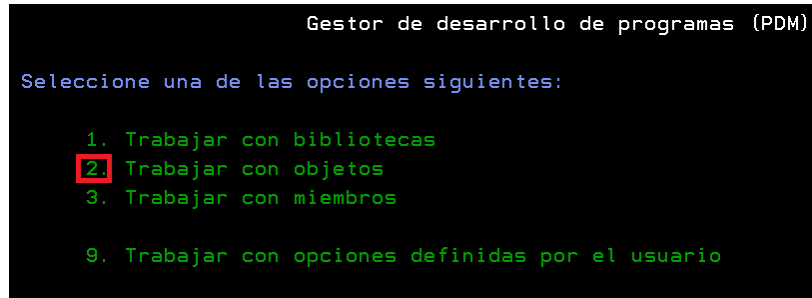 Gestor de desarrollo de programas (PDM)
Seleccione una de las opciones siguientes:
1. Trabajar con bibliotecas
2. Trabajar con objetos
3. Trabajar con miembros
9. Trabajar con opciones definidas por el usuario